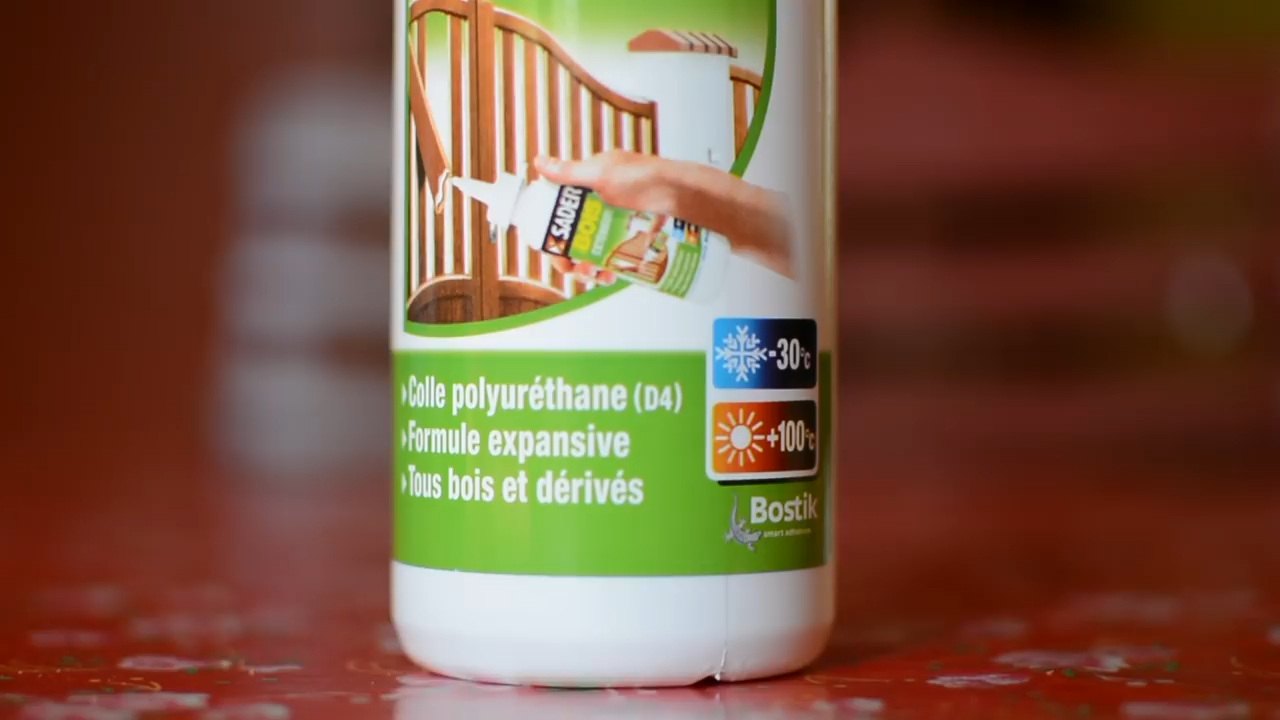 SADER
BOIS
-30°C
+100°C
Colle polyuréthane (D4)
Formule expansive
Tous bois et dérivés
Bostik
smart adhesives